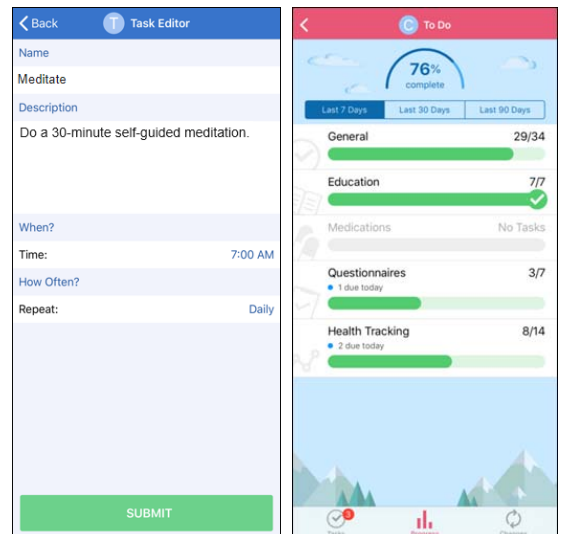 Back
T Task Editor
Name
Meditate
Description
Do a 30-minute self-guided meditation.
When?
Time: 7:00 AM
How Often?
Repeat: Daily
SUBMIT
C To Do
76%
complete
Last 7 Days Last 30 Days Last 90 Days
General 29/34
Education 7/7
Medications No Tasks
Questionnaires 3/7
1 due today
Health Tracking 8/14
2 due today
3